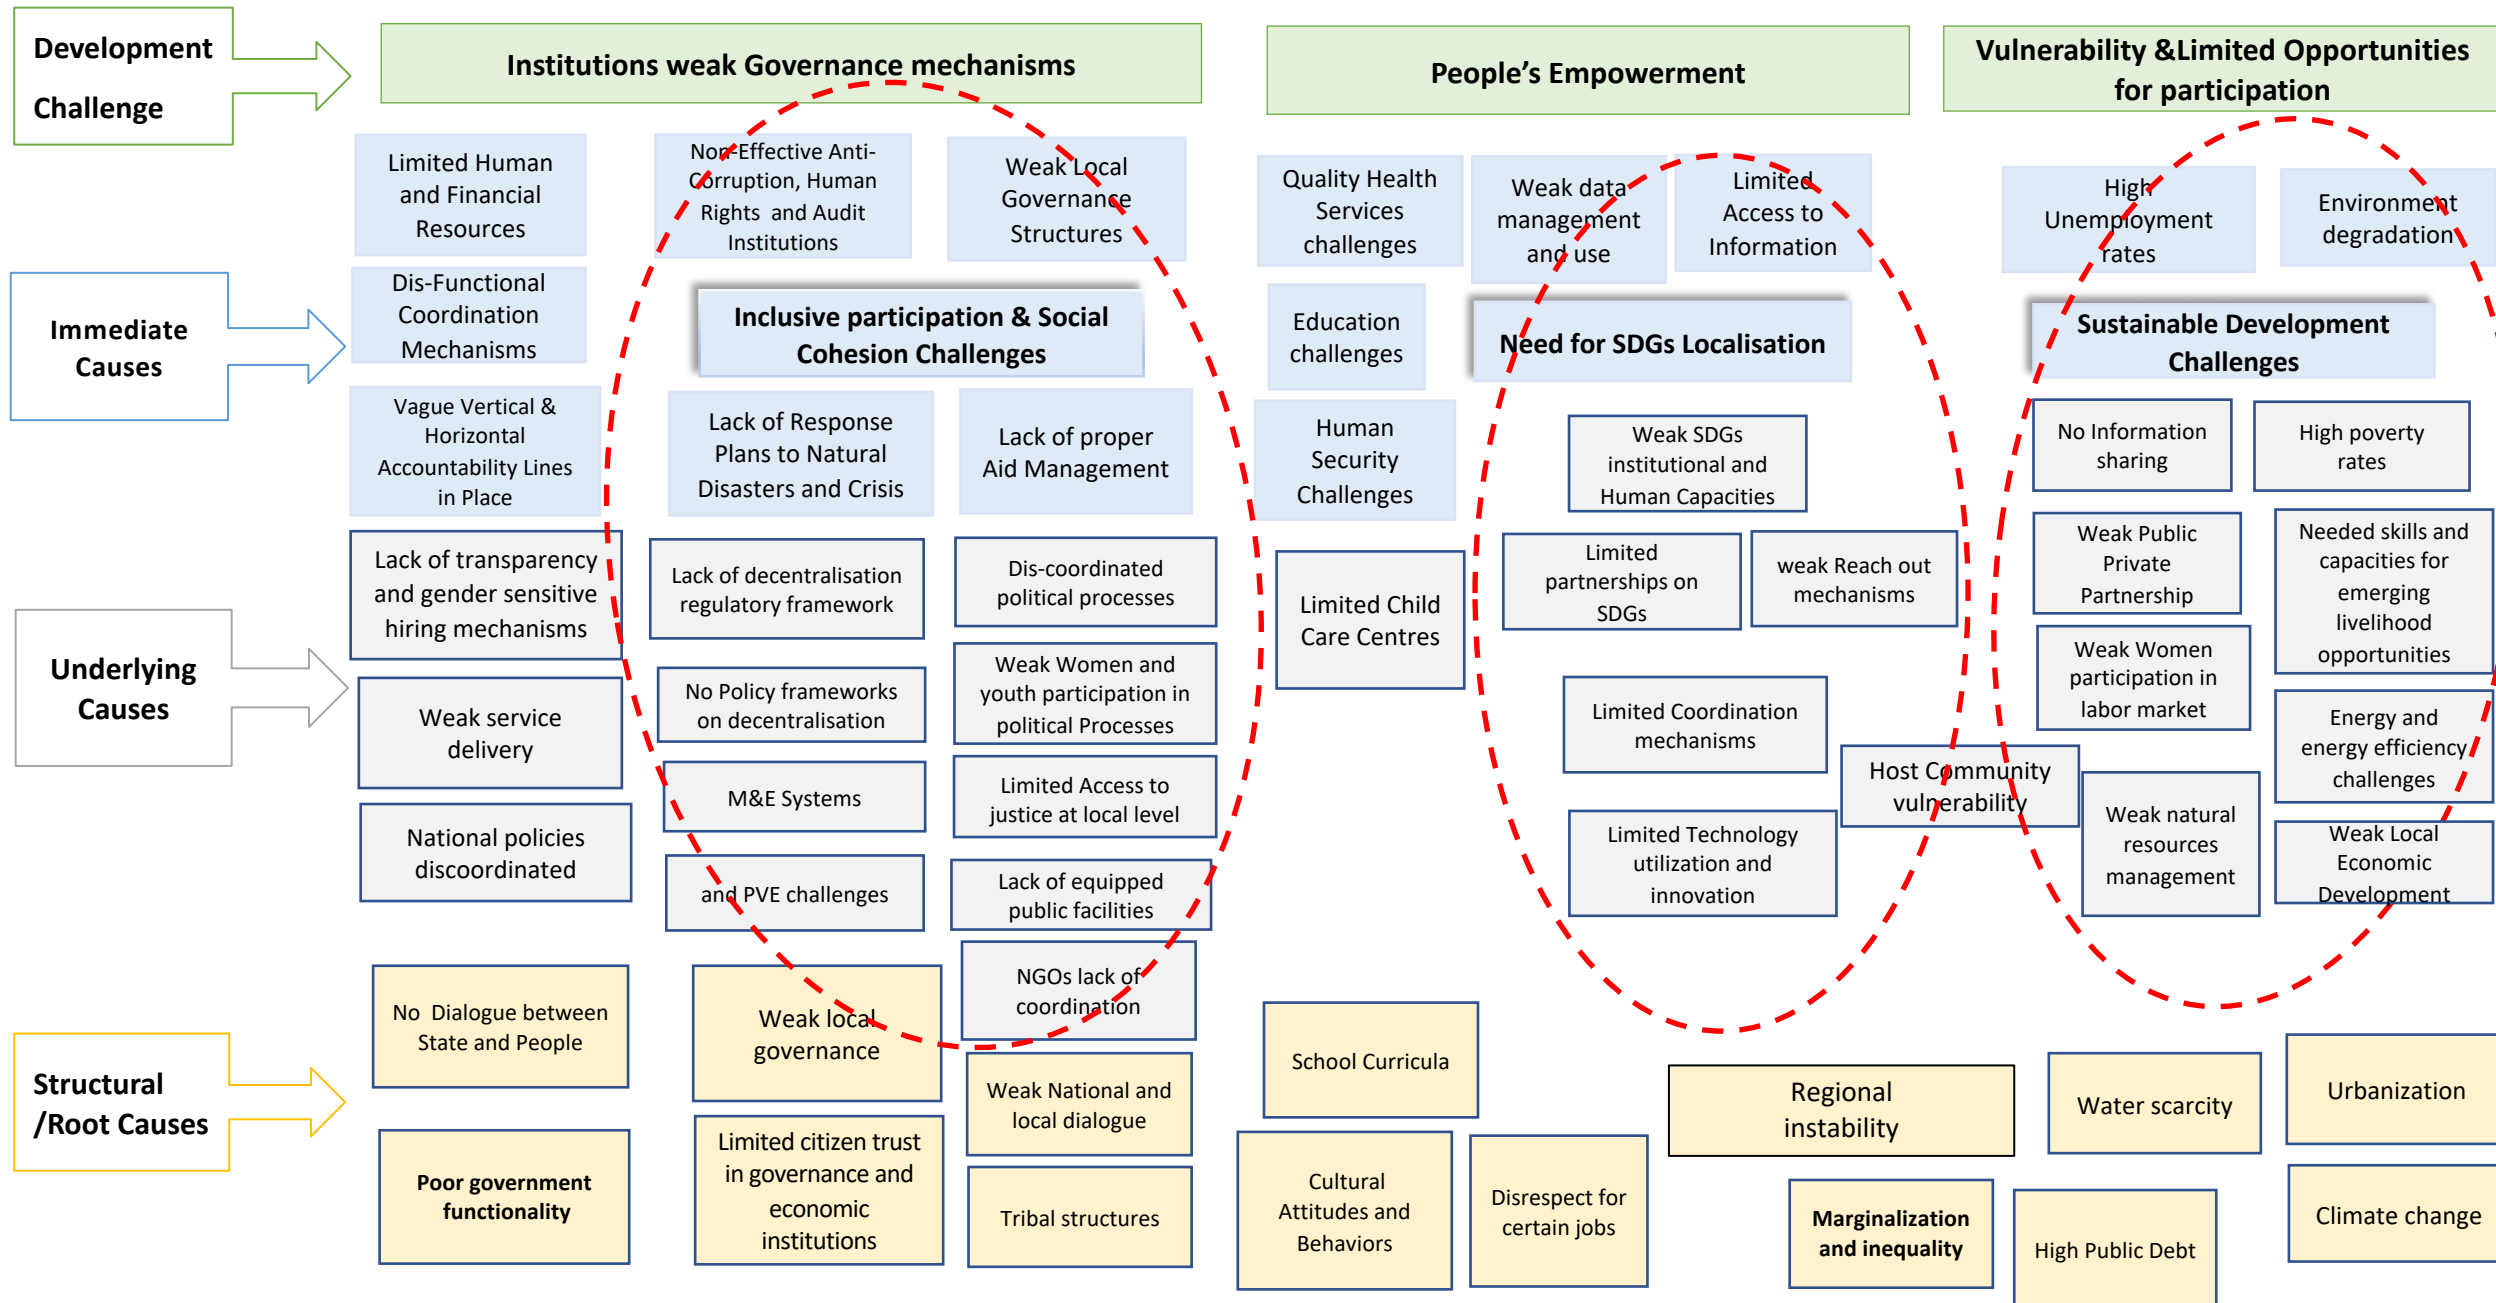 Development
Challenge
Institutions weak Governance mechanisms
People’s Empowerment
Vulnerability &Limited Opportunities
for participation
Limited Human
and Financial
Resources
Non-Effective Anti-
Corruption, Human
Rights and Audit
Institutions
Weak Local
Governance
Structures
Quality Health
Services
challenges
Weak data
management
and use
Limited
Access to
Information
High
Unemployment
rates
Environment
degradation
Immediate
Causes
Dis-Functional
Coordination
Mechanisms
Inclusive participation & Social
Cohesion Challenges
Education
challenges
Need for SDGs Localisation
Sustainable Development
Challenges
Vague Vertical &
Horizontal
Accountability Lines
in Place
Lack of Response
Plans to Natural
Disasters and Crisis
Lack of proper
Aid Management
Human
Security
Challenges
Weak SDGs
institutional and
Human Capacities
No Information
sharing
High poverty
rates
Underlying
Causes
Lack of transparency
and gender sensitive
hiring mechanisms
Lack of decentralisation
regulatory framework
Dis-coordinated
political processes
Limited Child
Care Centres
Limited
partnerships on
SDGs
weak Reach out
mechanisms
Weak Public
Private
Partnership
Needed skills and
capacities for
emerging
livelihood
opportunities
Weak service
delivery
No Policy frameworks
on decentralisation
Weak Women and
youth participation in
political Processes
Limited Coordination
mechanisms
Weak Women
participation in
labor market
Energy and
energy efficiency
challenges
M&E Systems
Limited Access to
justice at local level
Host Community
vulnerability
National policies
discoordinated
and PVE challenges
Lack of equipped
public facilities
Limited Technology
utilization and
innovation
Weak natural
resources
management
Weak Local
Economic
Development
NGOs lack of
coordination
Structural
/Root Causes
No Dialogue between
State and People
Weak local
governance
Weak National and
local dialogue
School Curricula
Regional
instability
Water scarcity
Urbanization
Poor government
functionality
Limited citizen trust
in governance and
economic
institutions
Tribal structures
Cultural
Attitudes and
Behaviors
Disrespect for
certain jobs
Marginalization
and inequality
High Public Debt
Climate change